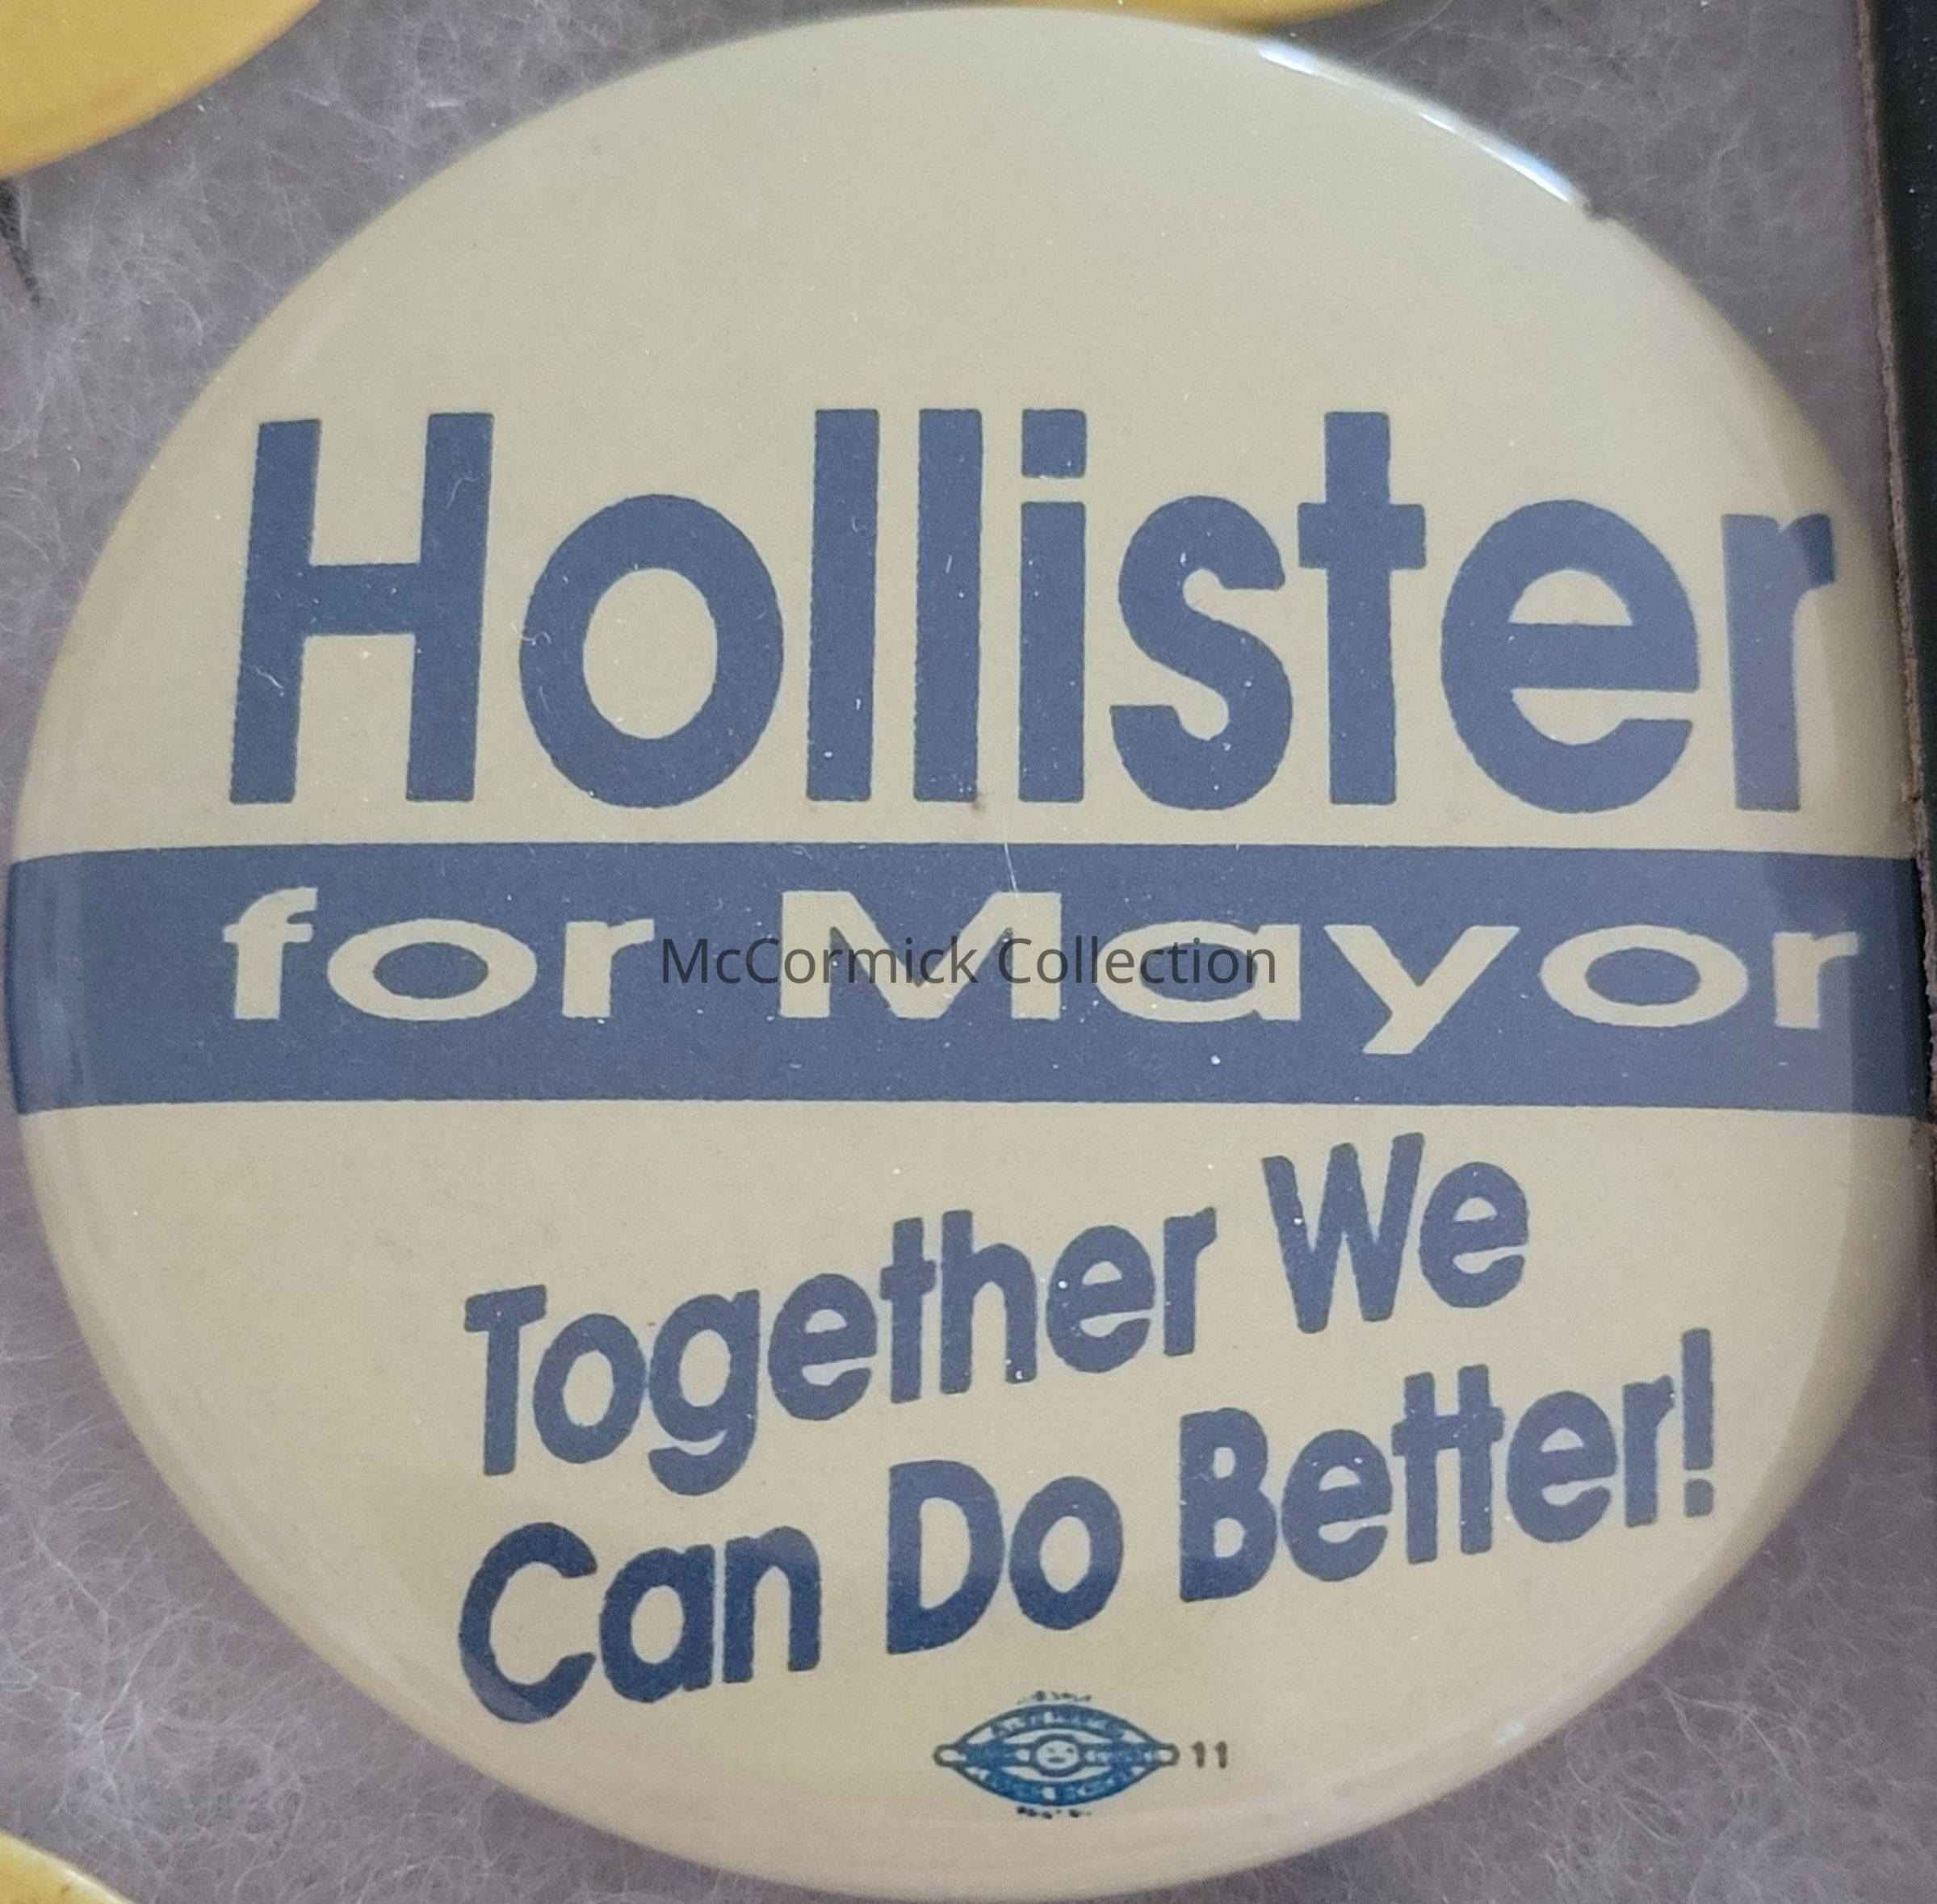 Hollister
for Mayor
McCormick Collection
Together We
Can Do Better!
11